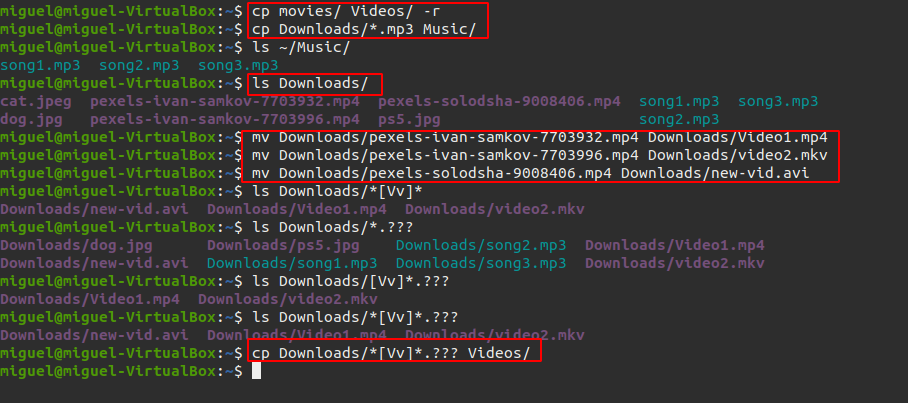 miguel@miguel-VirtualBox:~$ cp movies/ Videos/ -r
miguel@miguel-VirtualBox:~$ cp Downloads/*.mp3 Music/
miguel@miguel-VirtualBox:~$ ls ~/Music/
song1.mp3  song2.mp3  song3.mp3
miguel@miguel-VirtualBox:~$ ls Downloads/
cat.jpeg  pexels-ivan-samkov-7703932.mp4  pexels-solodsha-9008406.mp4  song1.mp3  song3.mp3
dog.jpg   pexels-ivan-samkov-7703996.mp4  ps5.jpg                      song2.mp3
miguel@miguel-VirtualBox:~$ mv Downloads/pexels-ivan-samkov-7703932.mp4 Downloads/Video1.mp4
miguel@miguel-VirtualBox:~$ mv Downloads/pexels-ivan-samkov-7703996.mp4 Downloads/video2.mkv
miguel@miguel-VirtualBox:~$ mv Downloads/pexels-solodsha-9008406.mp4 Downloads/new-vid.avi
miguel@miguel-VirtualBox:~$ ls Downloads/*[Vv]*
Downloads/new-vid.avi  Downloads/Video1.mp4  Downloads/video2.mkv
miguel@miguel-VirtualBox:~$ ls Downloads/*.???
Downloads/dog.jpg      Downloads/ps5.jpg    Downloads/song2.mp3  Downloads/Video1.mp4
Downloads/new-vid.avi  Downloads/song1.mp3  Downloads/song3.mp3  Downloads/video2.mkv
miguel@miguel-VirtualBox:~$ ls Downloads/[Vv]*.???
Downloads/Video1.mp4  Downloads/video2.mkv
miguel@miguel-VirtualBox:~$ ls Downloads/*[Vv]*.???
Downloads/new-vid.avi  Downloads/Video1.mp4  Downloads/video2.mkv
miguel@miguel-VirtualBox:~$ cp Downloads/*[Vv]*.??? Videos/
miguel@miguel-VirtualBox:~$